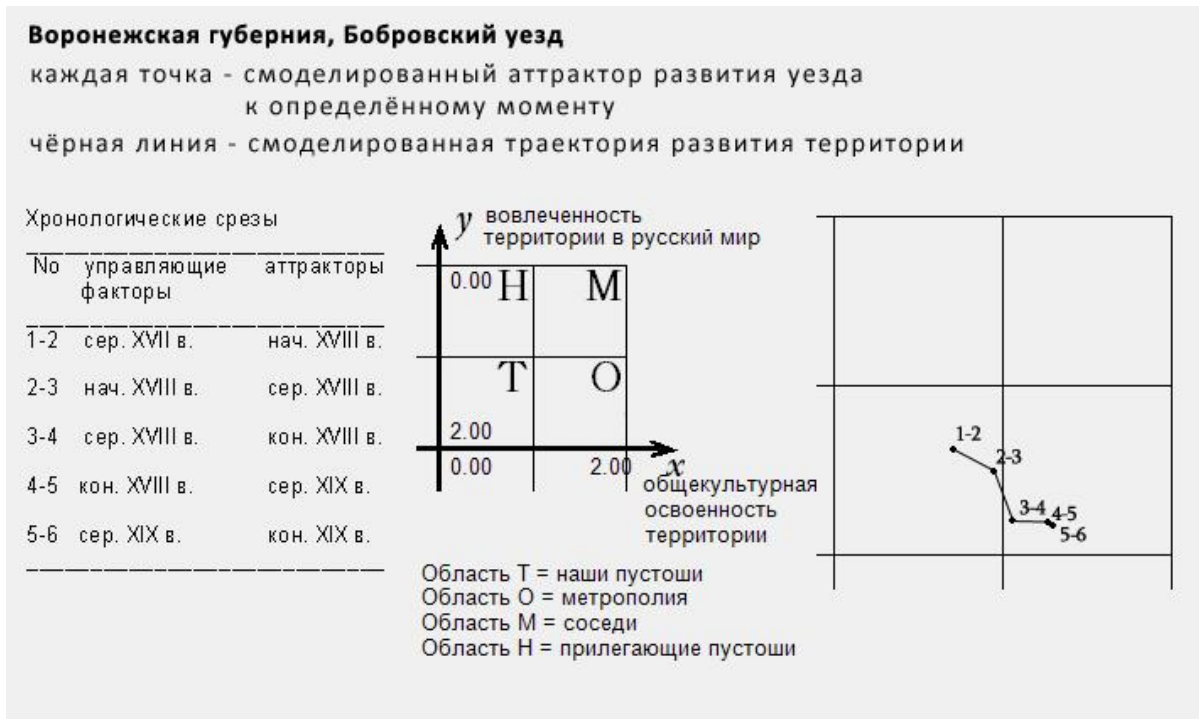 Воронежская губерния, Бобровский уезд
каждая точка - смоделированный аттрактор развития уезда
к определённому моменту
чёрная линия - смоделированная траектория развития территории
Хронологические срезы
No управляющие факторы аттракторы
1-2 сер. XVII в. нач. XVIII в.
2-3 нач. XVIII в. сер. XVIII в.
3-4 сер. XVIII в. кон. XVIII в.
4-5 кон. XVIII в. сер. XIX в.
5-6 сер. XIX в. кон. XIX в.
y вовлеченность
территории в русский мир
0.00 Н М
Т О
2.00
0.00 2.00 x
общекультурная
освоенность
территории
Область Т = наши пустоши
Область О = метрополия
Область М = соседи
Область Н = прилегающие пустоши
1-2
2-3
3-4
4-5
5-6